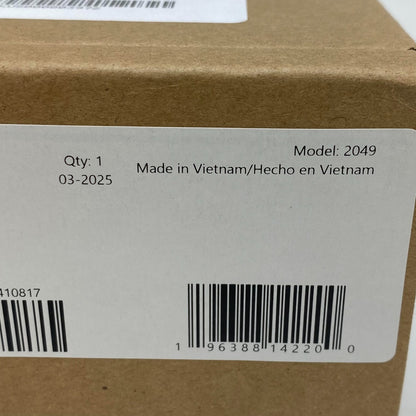 Model: 2049
Qty: 1
Made in Vietnam/Hecho en Vietnam
03-2025
410817
1 96388 14220 0